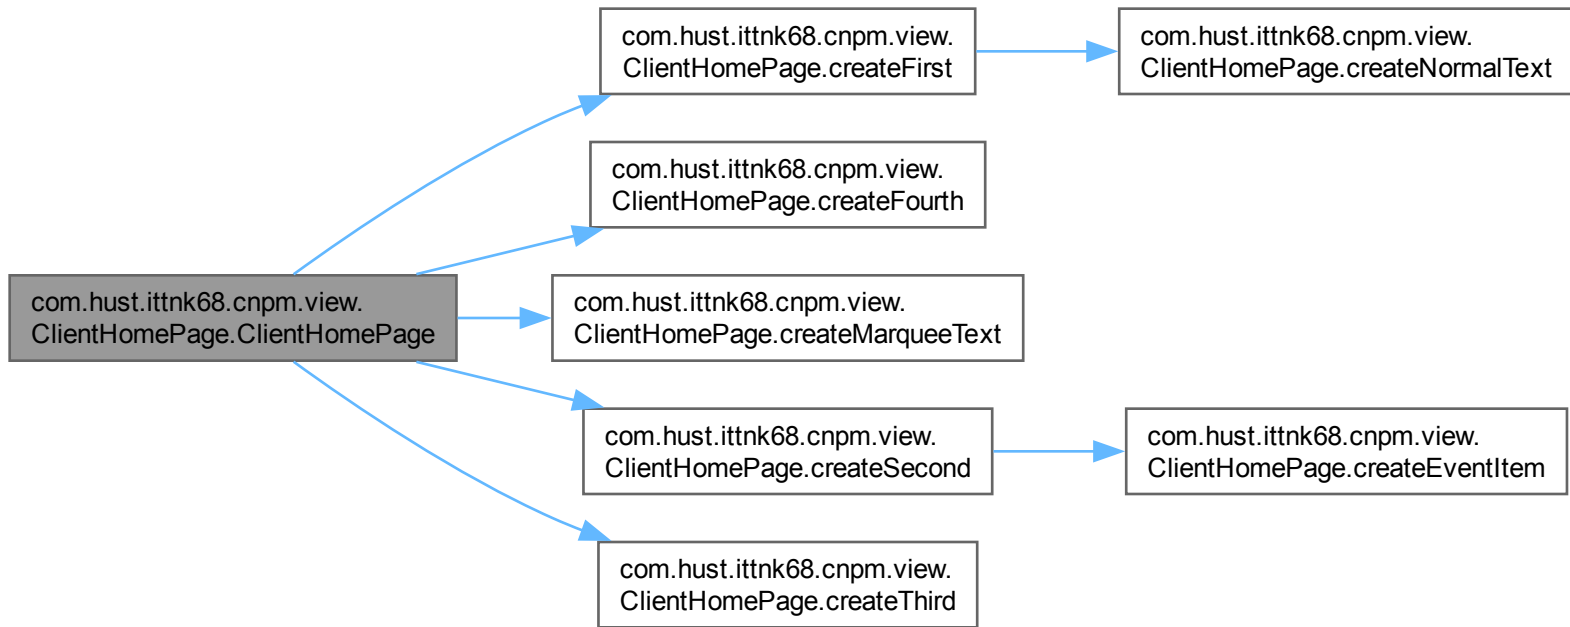 com.hust.ittnk68.cnpm.view.
ClientHomePage.ClientHomePage
com.hust.ittnk68.cnpm.view.
ClientHomePage.createFirst
com.hust.ittnk68.cnpm.view.
ClientHomePage.createNormalText
com.hust.ittnk68.cnpm.view.
ClientHomePage.createFourth
com.hust.ittnk68.cnpm.view.
ClientHomePage.createMarqueeText
com.hust.ittnk68.cnpm.view.
ClientHomePage.createSecond
com.hust.ittnk68.cnpm.view.
ClientHomePage.createEventItem
com.hust.ittnk68.cnpm.view.
ClientHomePage.createThird